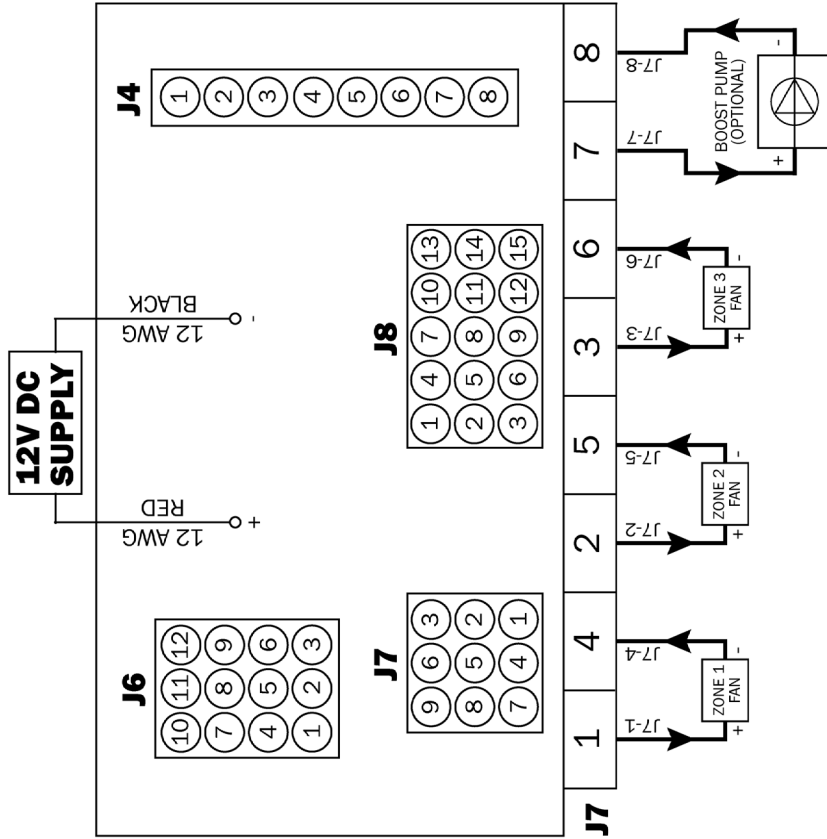 12V DC
SUPPLY
12 AWG
RED
+
12 AWG
BLACK
-
J4
1
2
3
4
5
6
7
8
J6
10 11 12
7 8 9
4 5 6
1 2 3
J7
9 6 3
8 5 2
7 4 1
J8
1 4 7 10 13
2 5 8 11 14
3 6 9 12 15
J7
1 4 2 5 3 6 7 8
J7-1
J7-4
+ -
ZONE 1
FAN
J7-2
J7-5
+ -
ZONE 2
FAN
J7-3
J7-6
+ -
ZONE 3
FAN
J7-7
J7-8
BOOST PUMP
(OPTIONAL)
+ -